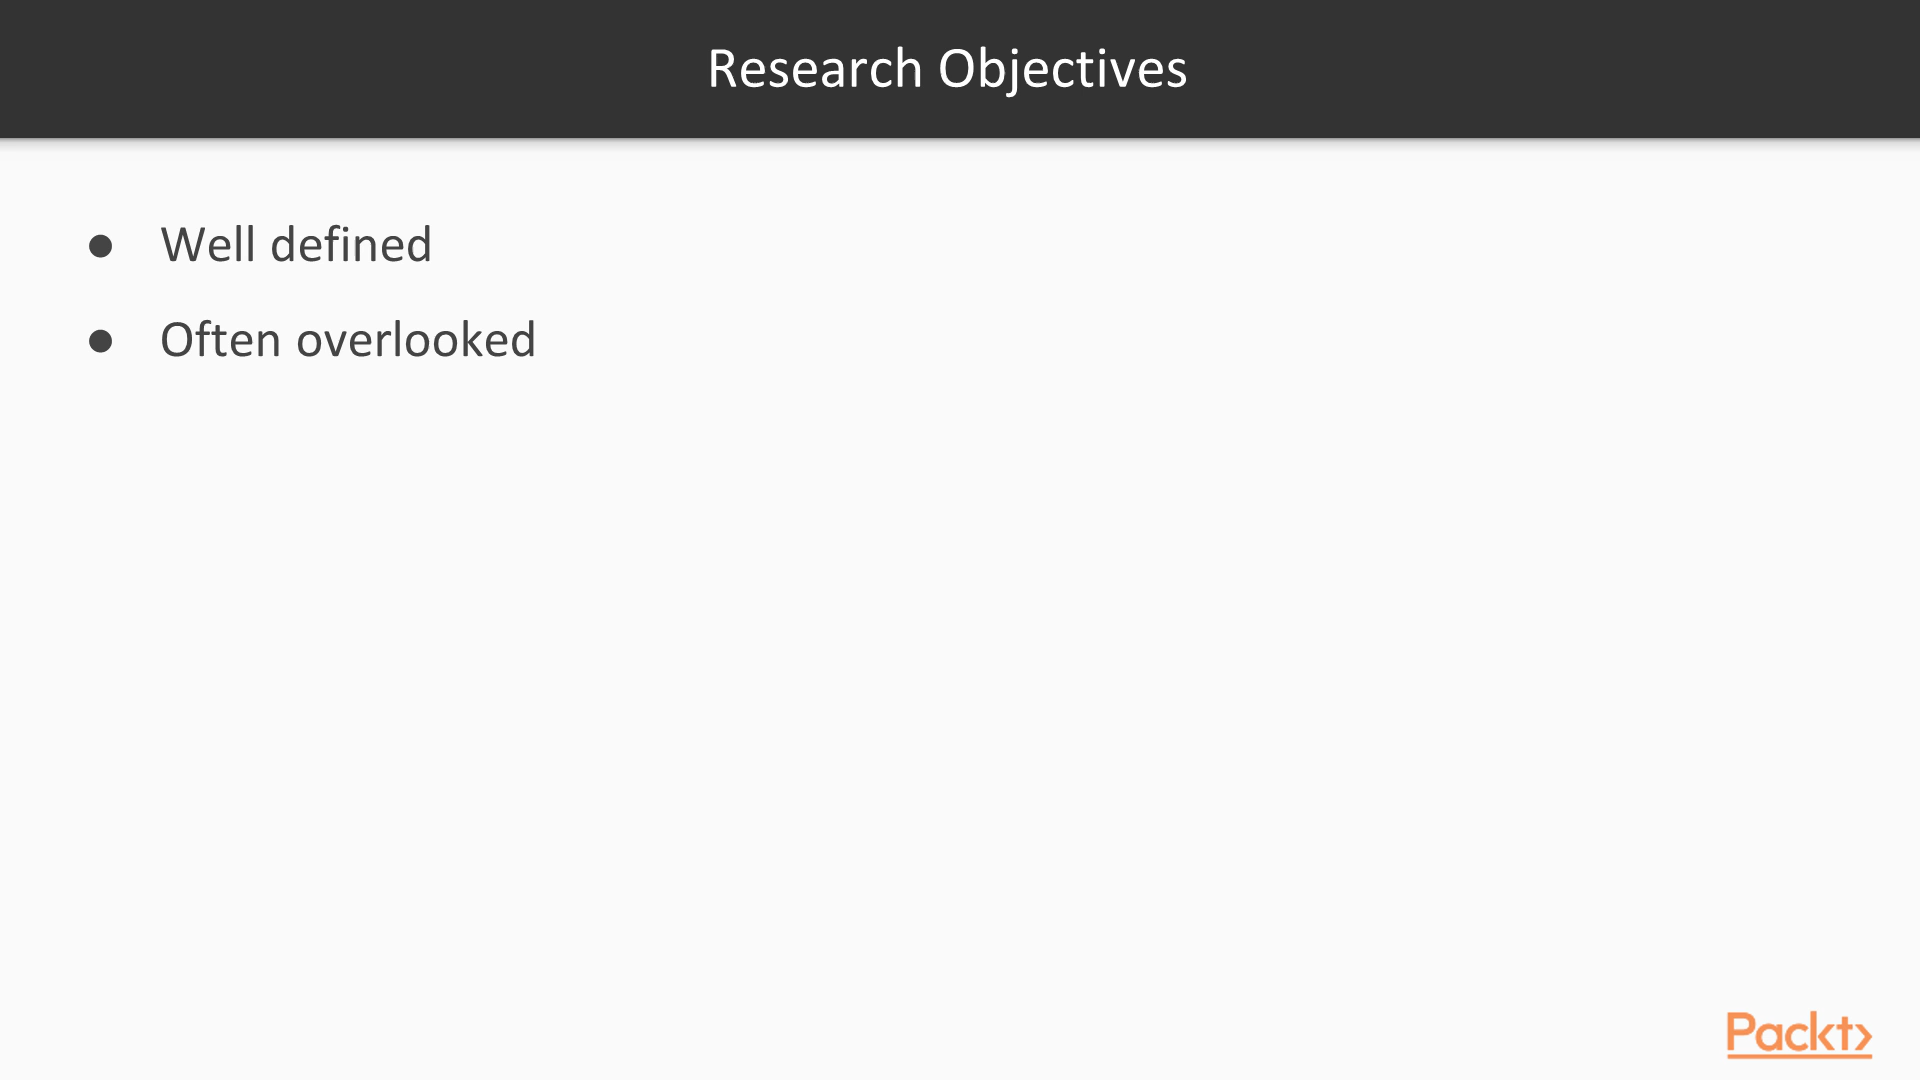 Research Objectives
● Well defined
● Often overlooked
Packt>